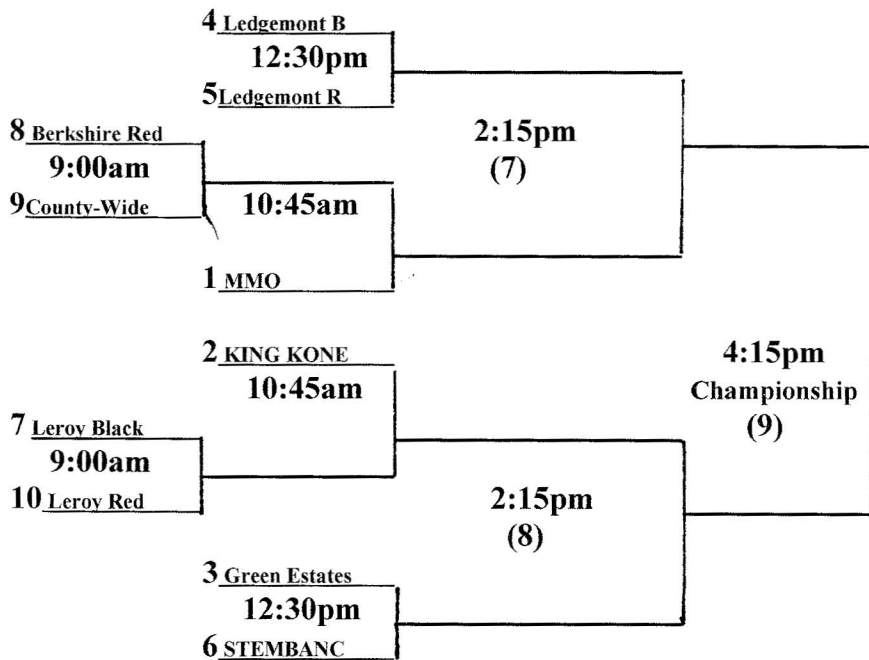 4 Ledgemont B
12:30pm
5 Ledgemont R
8 Berkshire Red
9:00am
9 County-Wide
10:45am
1 MMO
2:15pm
(7)
2 KING KONE
10:45am
7 Leroy Black
9:00am
10 Leroy Red
3 Green Estates
12:30pm
6 STEMBANC
2:15pm
(8)
4:15pm
Championship
(9)